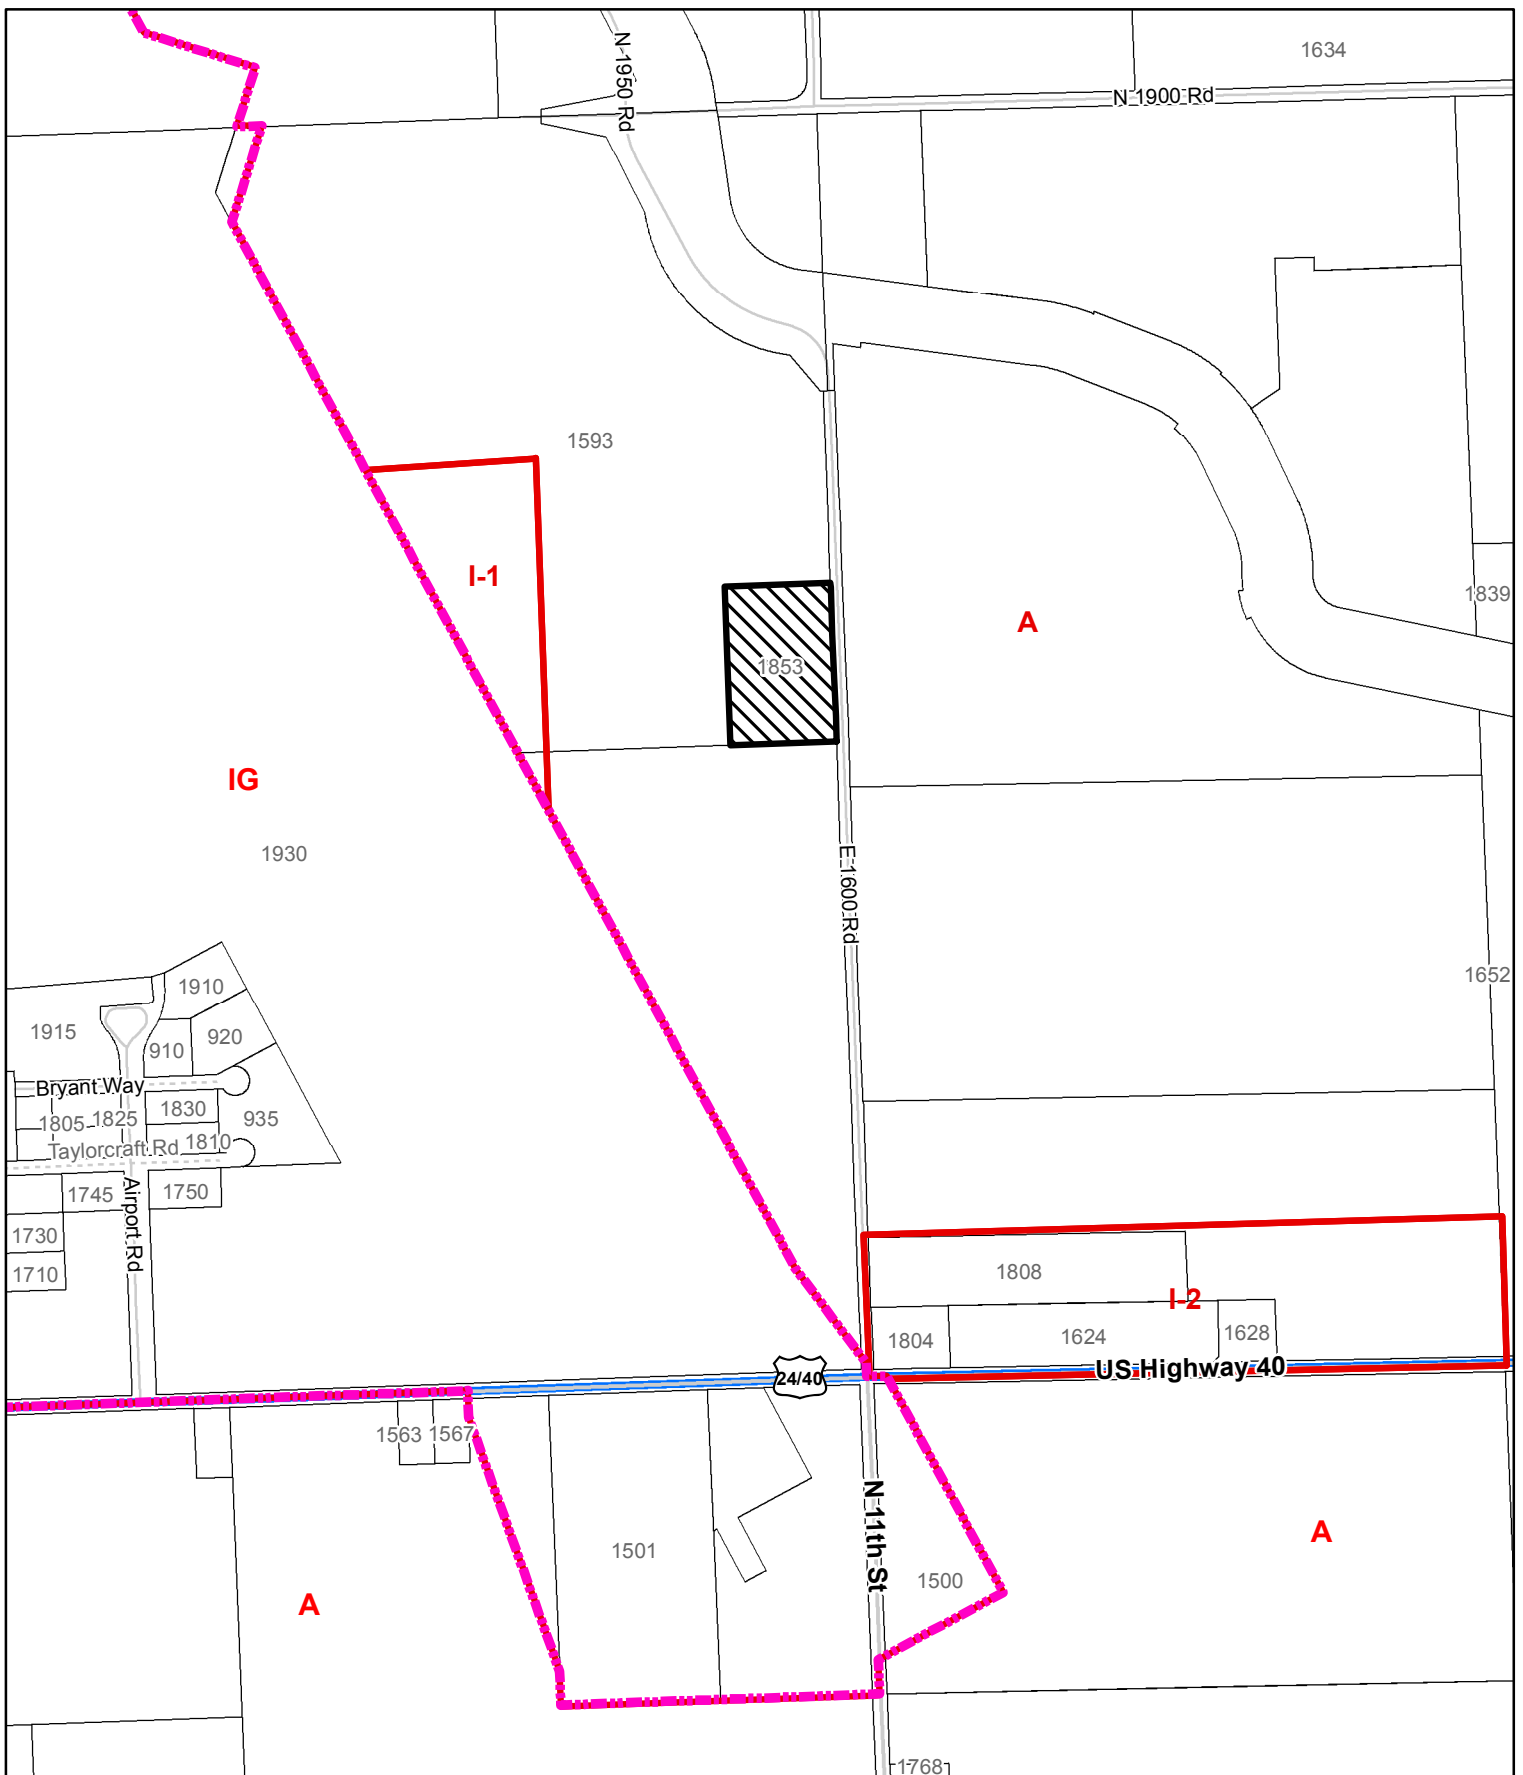 1634
N 1950 Rd
N 1900 Rd
1593
I-1
1839
A
1853
IG
1930
E 1600 Rd
1652
1910
1915
920
910
Bryant Way
1830
1805
1825
935
Taylorcraft Rd
1810
1745
1750
Airport Rd
1730
1710
1808
I-2
1804
1624
1628
24/40
US Highway 40
1563
1567
1501
N 11th St
A
1500
A
1768